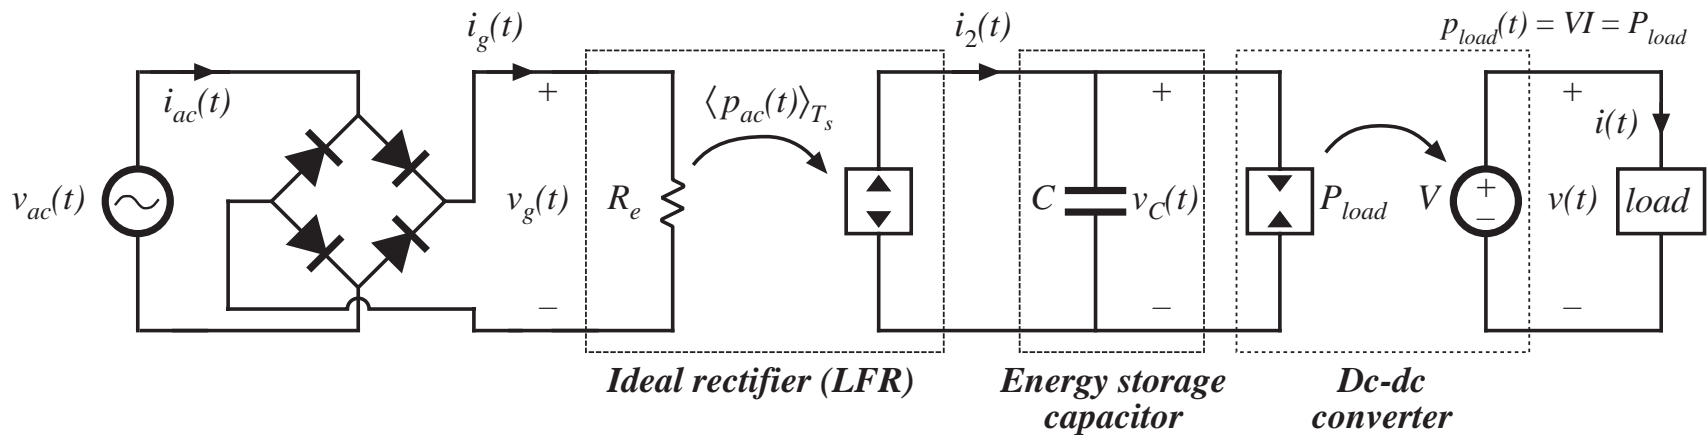 p_load(t) = VI = P_load
i_g(t)
i_2(t)
i_ac(t)
+
⟨p_ac(t)⟩_T_s
+
+
i(t)
v_ac(t)
v_g(t)
R_e
C
v_C(t)
P_load
V
+
–
v(t)
load
–
–
–
Ideal rectifier (LFR)
Energy storage
capacitor
Dc-dc
converter